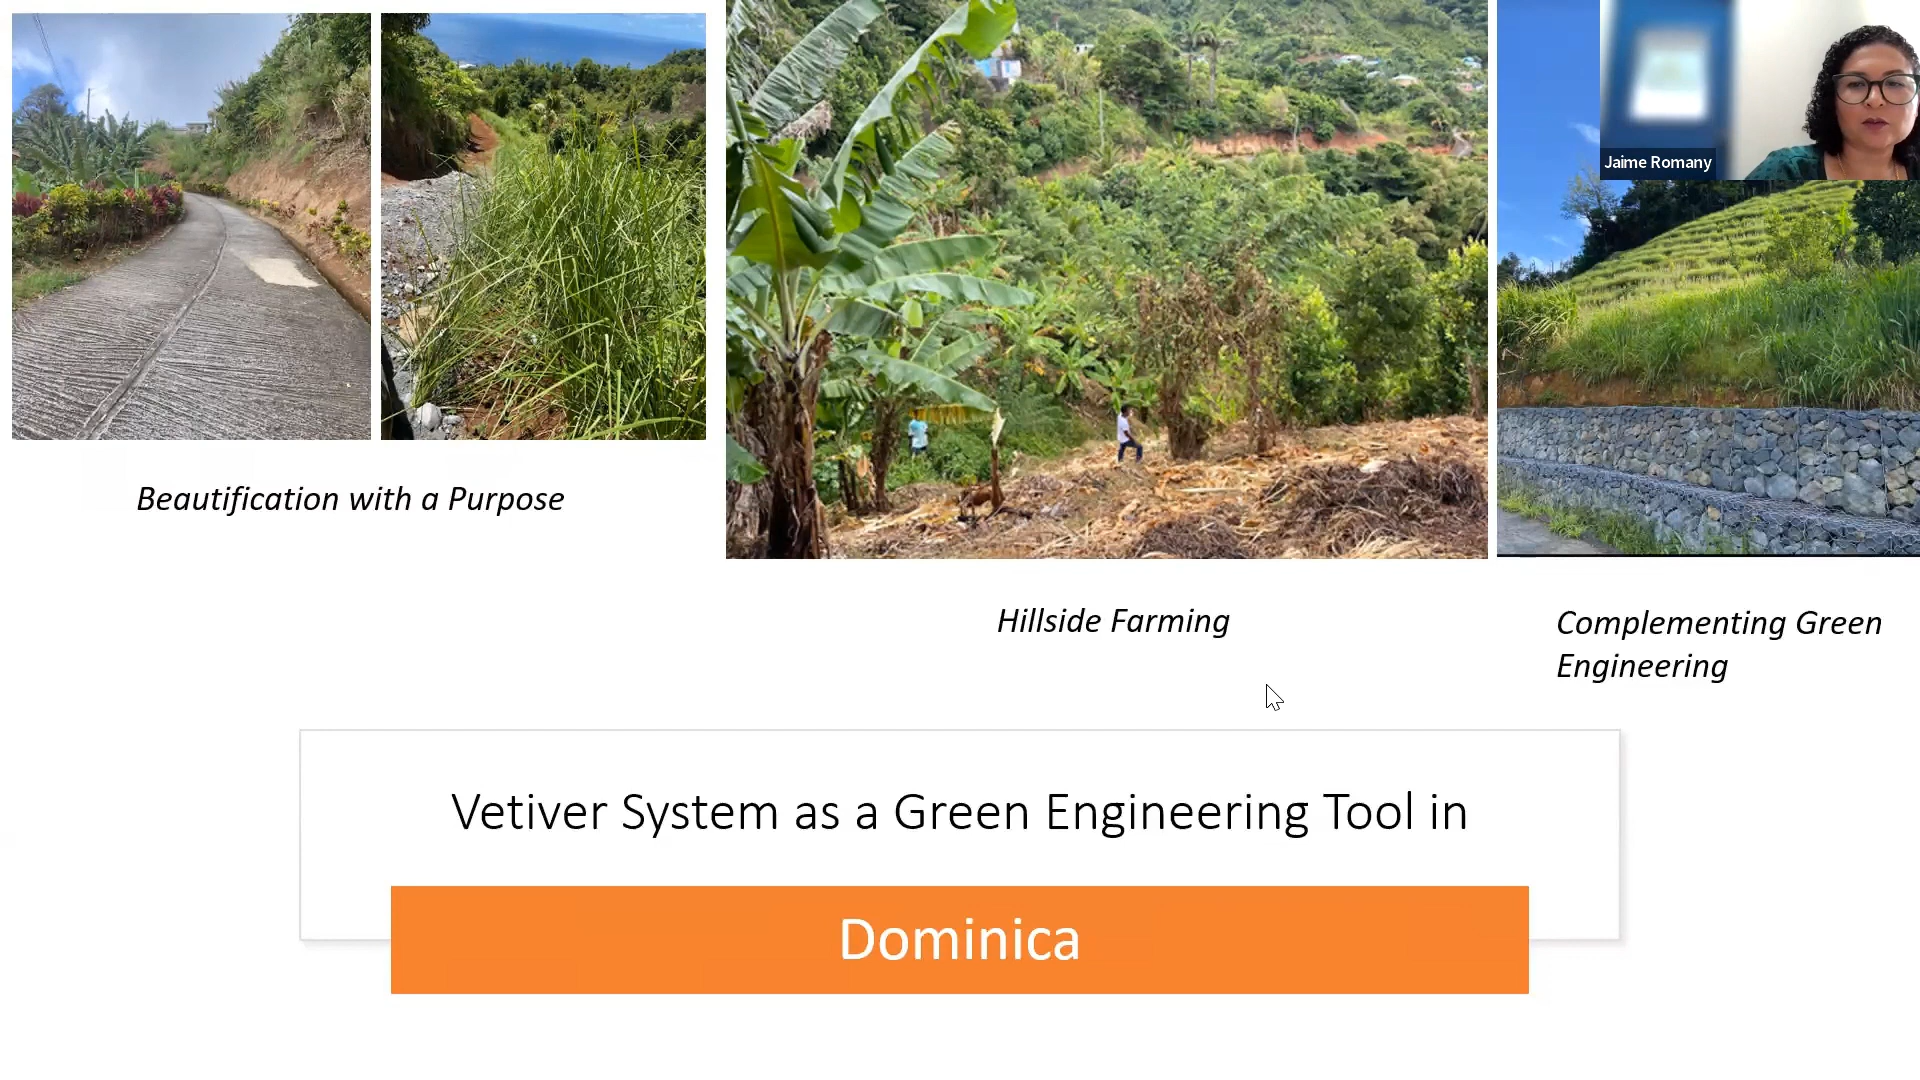 Jaime Romany
Beautification with a Purpose
Hillside Farming
Complementing Green
Engineering
Vetiver System as a Green Engineering Tool in
Dominica